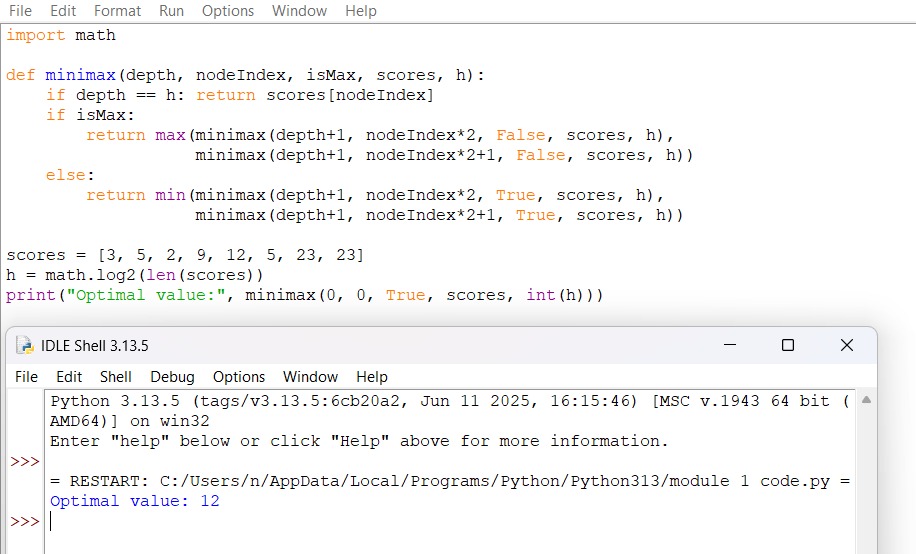 File Edit Format Run Options Window Help
import math

def minimax(depth, nodeIndex, isMax, scores, h):
    if depth == h: return scores[nodeIndex]
    if isMax:
        return max(minimax(depth+1, nodeIndex*2, False, scores, h),
                   minimax(depth+1, nodeIndex*2+1, False, scores, h))
    else:
        return min(minimax(depth+1, nodeIndex*2, True, scores, h),
                   minimax(depth+1, nodeIndex*2+1, True, scores, h))

scores = [3, 5, 2, 9, 12, 5, 23, 23]
h = math.log2(len(scores))
print("Optimal value:", minimax(0, 0, True, scores, int(h)))
IDLE Shell 3.13.5
File Edit Shell Debug Options Window Help
Python 3.13.5 (tags/v3.13.5:6cb20a2, Jun 11 2025, 16:15:46) [MSC v.1943 64 bit (
AMD64)] on win32
Enter "help" below or click "Help" above for more information.
>>>
= RESTART: C:/Users/n/AppData/Local/Programs/Python/Python313/module 1 code.py =
Optimal value: 12
>>>